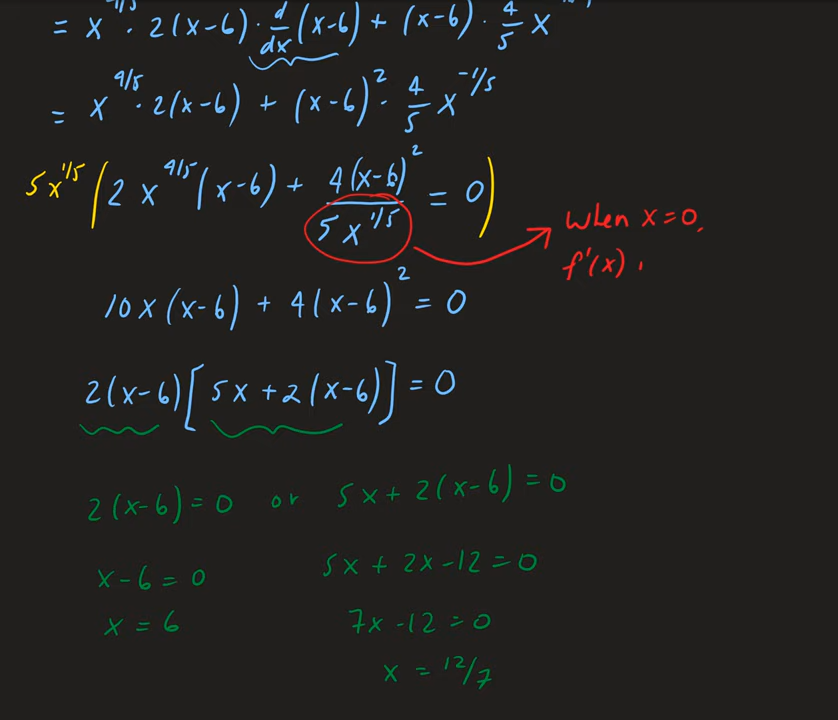 = x^4/5 · 2(x-6) · d/dx (x-6) + (x-6) · 4/5 x
= x^4/5 · 2(x-6) + (x-6)^2 · 4/5 x^-1/5
5x^1/5 ( 2x^4/5 (x-6) + 4(x-6)^2 / 5x^1/5 = 0 )
when x=0,
f'(x)
10x(x-6) + 4(x-6)^2 = 0
2(x-6)[5x + 2(x-6)] = 0
2(x-6) = 0 or 5x + 2(x-6) = 0
x-6 = 0 5x + 2x - 12 = 0
x = 6 7x - 12 = 0
x = 12/7